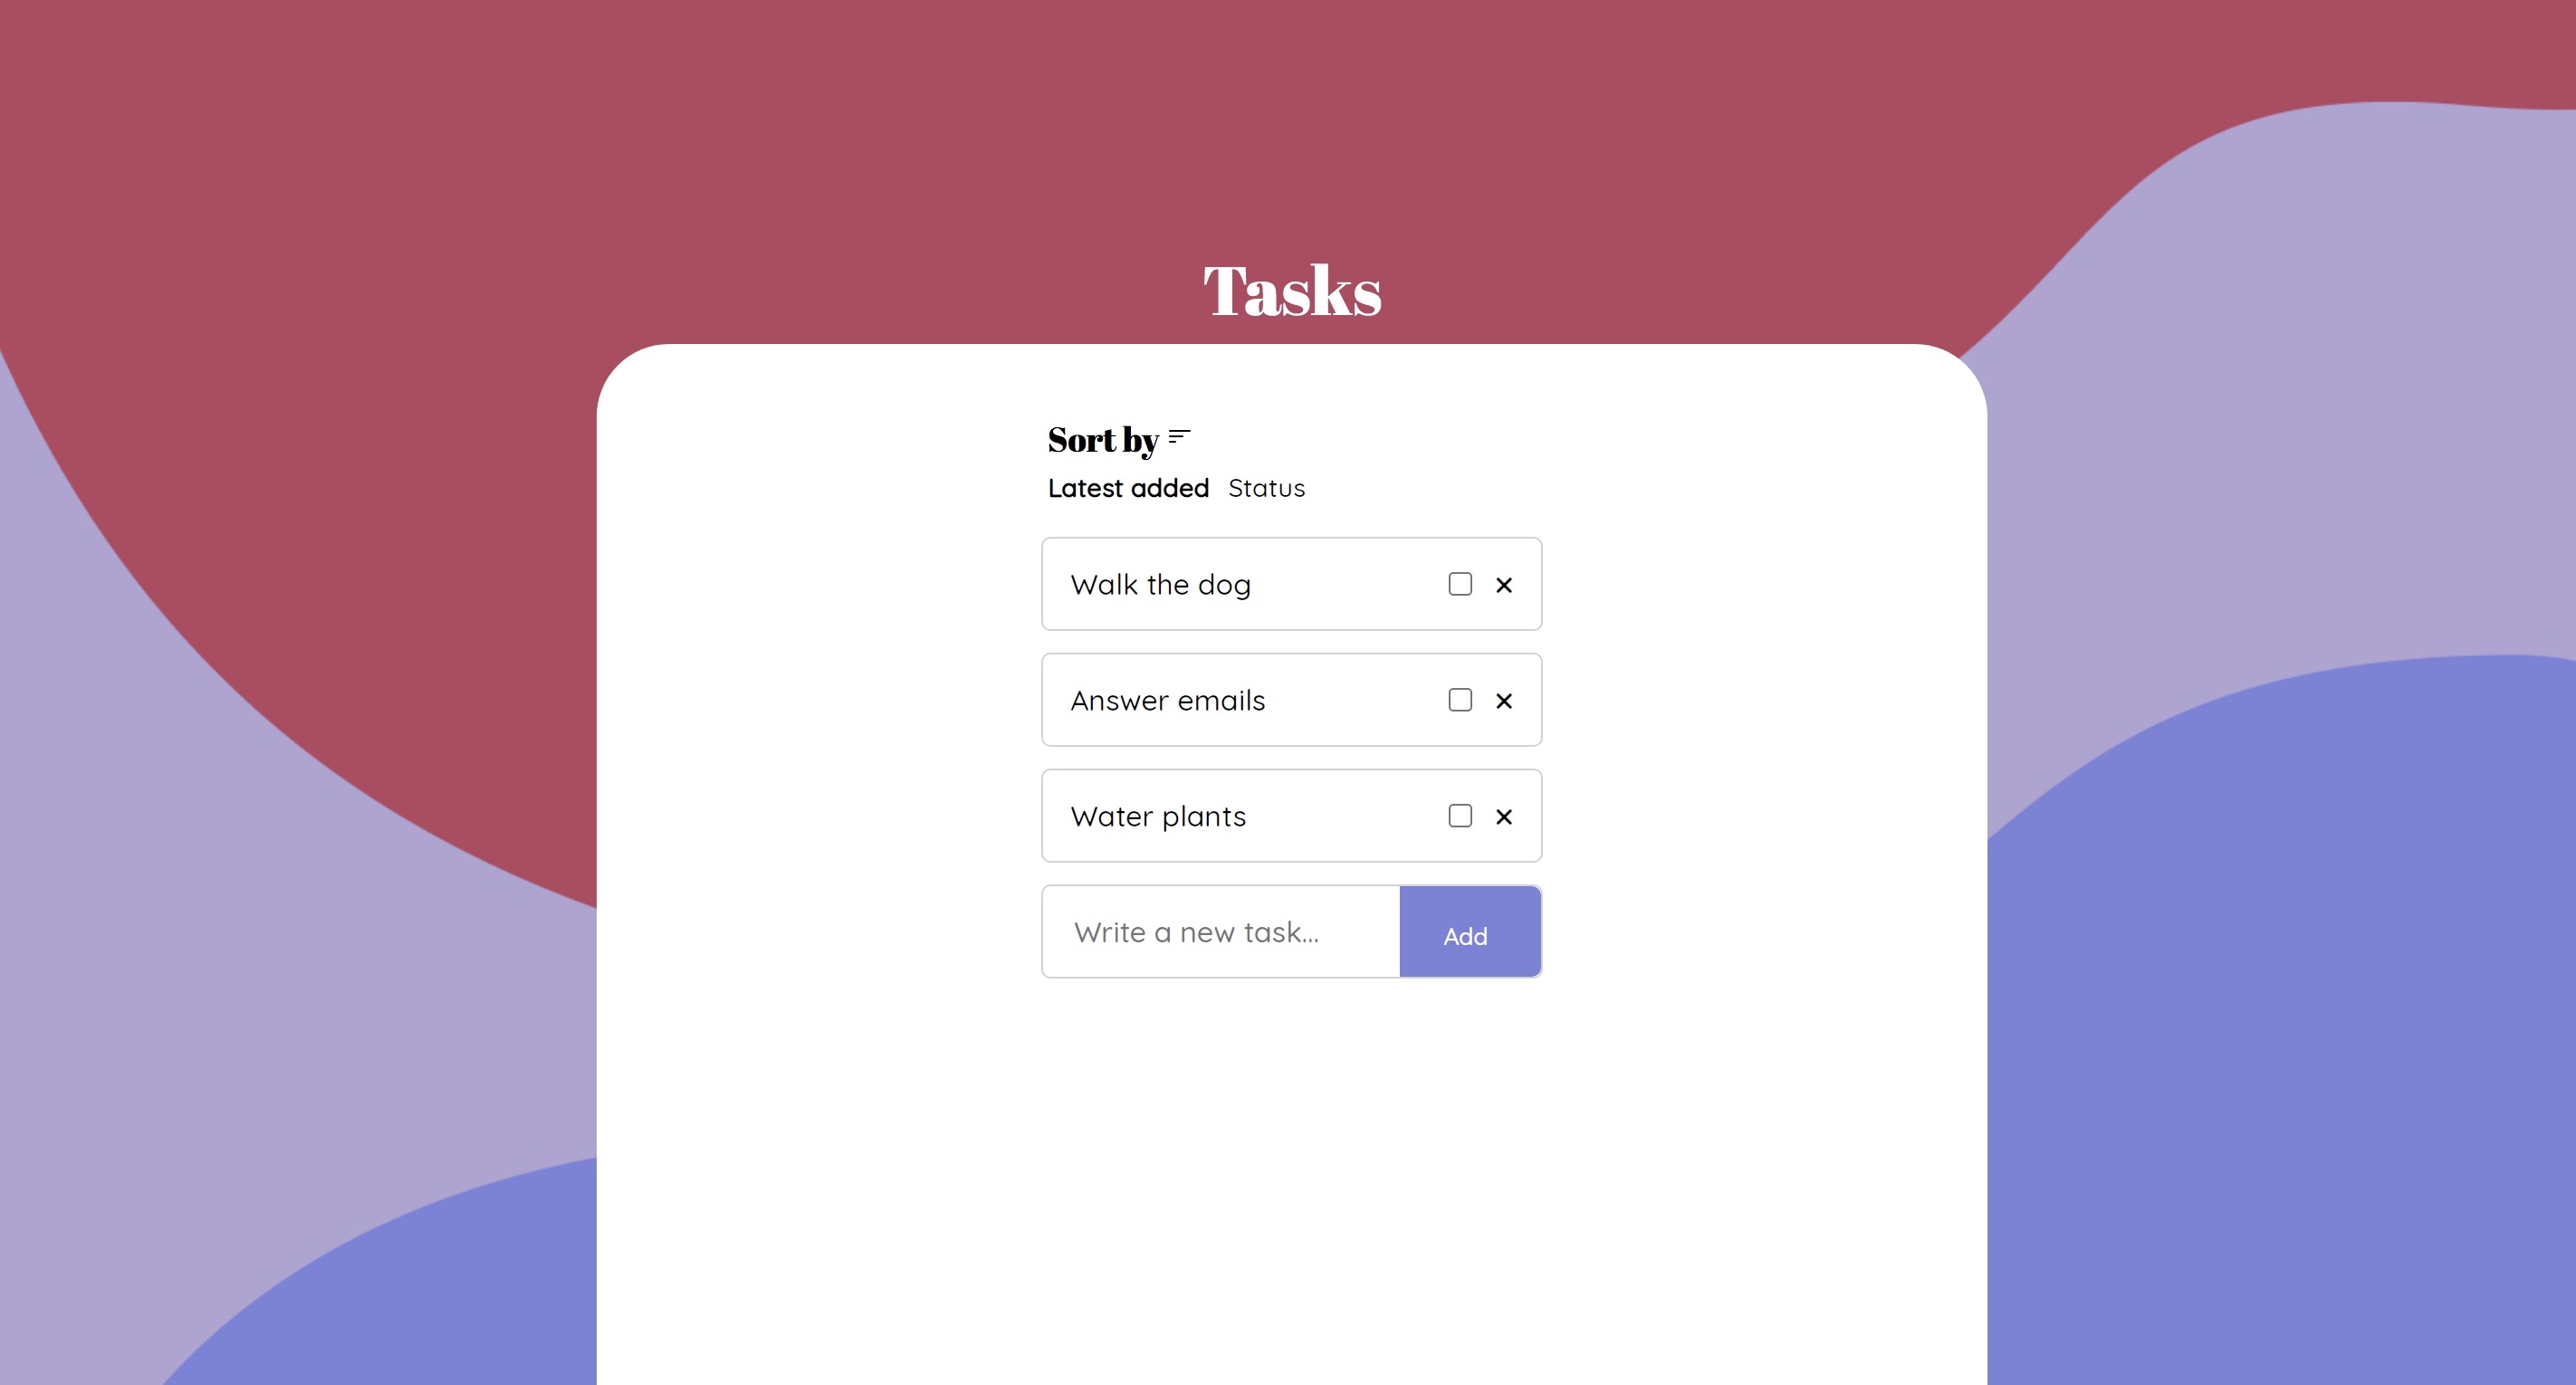 Tasks
Sort by
Latest added Status
Walk the dog
Answer emails
Water plants
Write a new task... Add